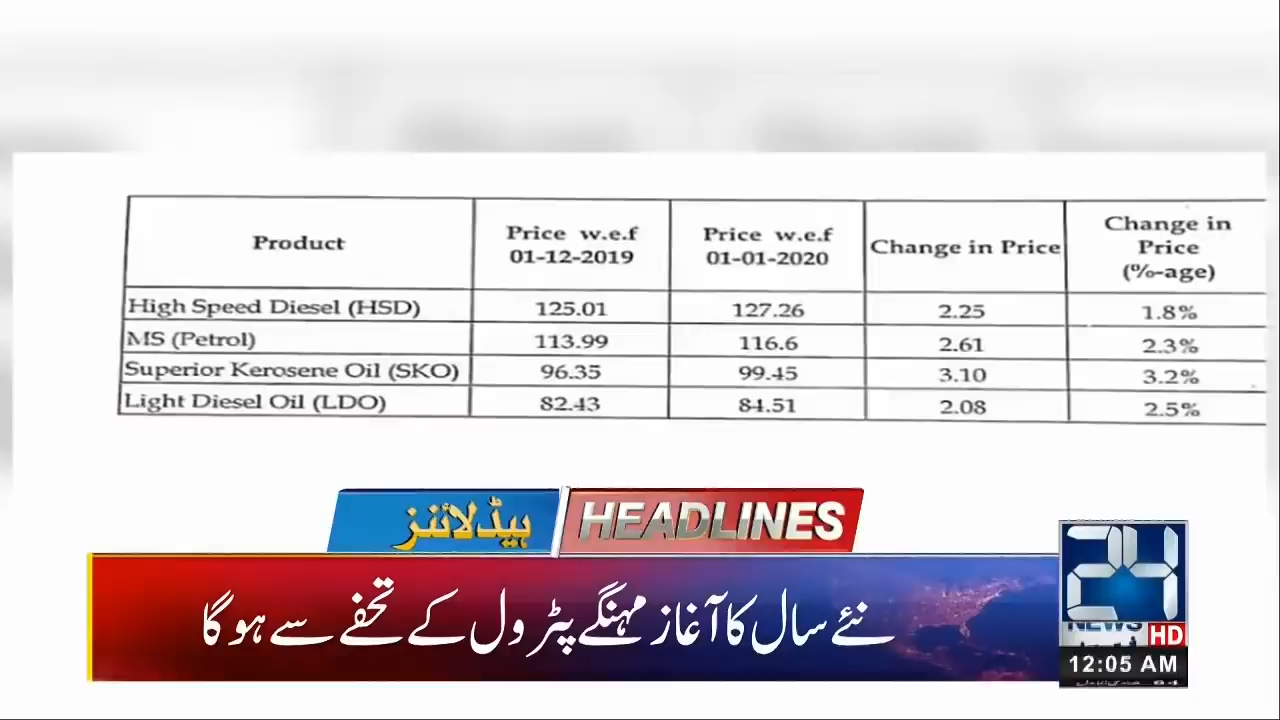 Product Price w.e.f 01-12-2019 Price w.e.f 01-01-2020 Change in Price Change in Price (%-age)
High Speed Diesel (HSD) 125.01 127.26 2.25 1.8%
MS (Petrol) 113.99 116.6 2.61 2.3%
Superior Kerosene Oil (SKO) 96.35 99.45 3.10 3.2%
Light Diesel Oil (LDO) 82.43 84.51 2.08 2.5%
ہیڈلائنز HEADLINES
نئے سال کا آغاز مہنگے پٹرول کے تحفے سے ہو گا
24
NEWS
HD
12:05 AM